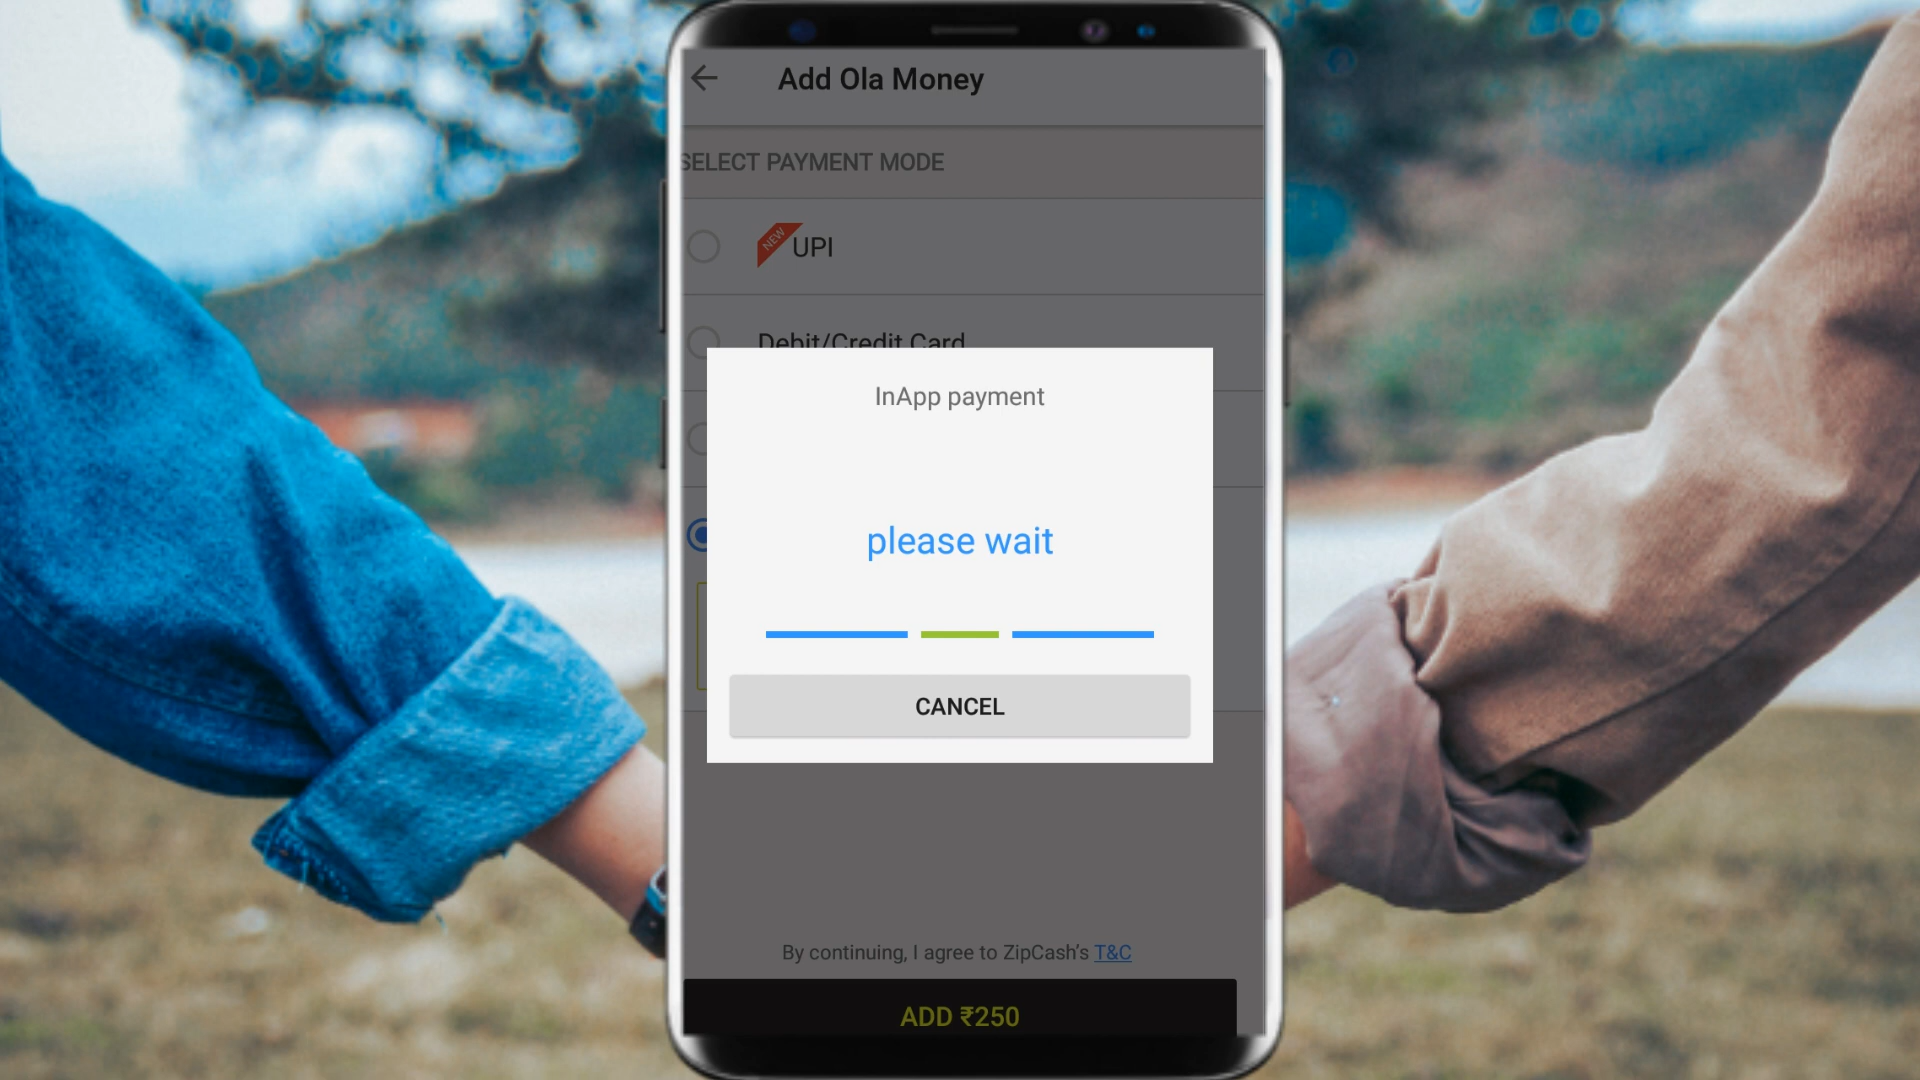 Add Ola Money
SELECT PAYMENT MODE
NEW UPI
Debit/Credit Card
InApp payment
please wait
CANCEL
By continuing, I agree to ZipCash's T&C
ADD ₹250